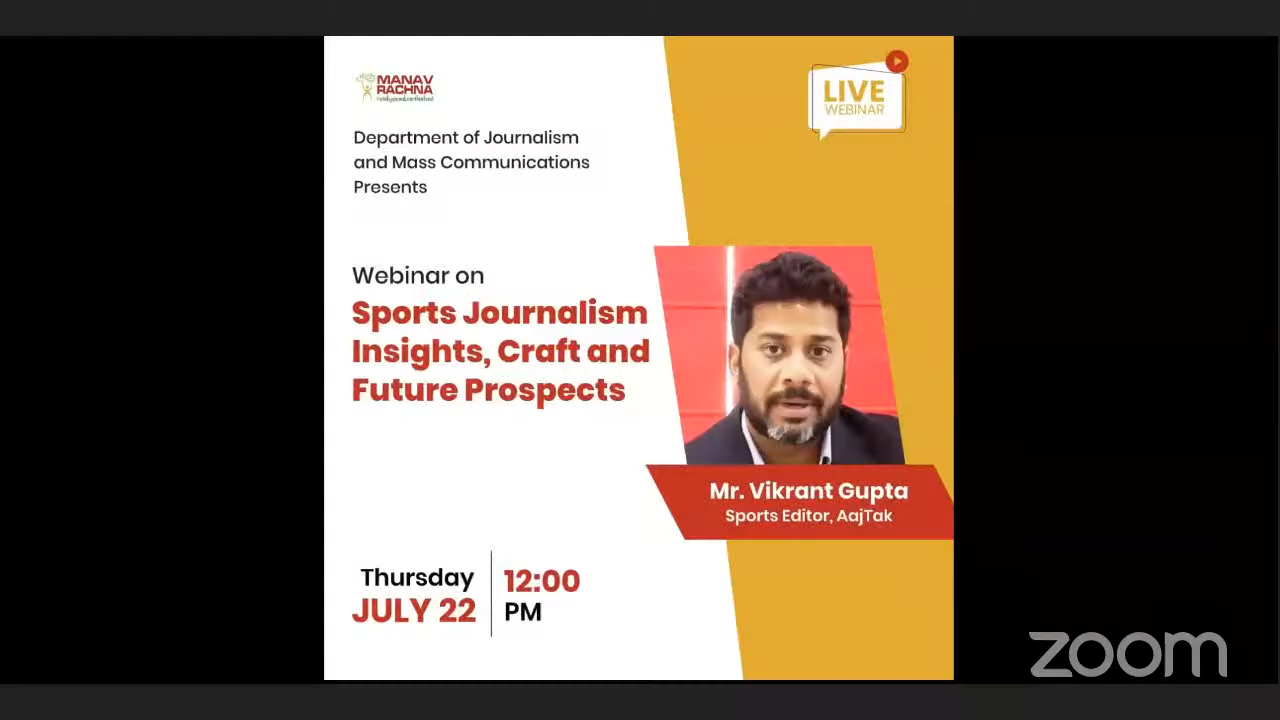 MANAV
RACHNA
LIVE
WEBINAR
Department of Journalism
and Mass Communications
Presents
Webinar on
Sports Journalism
Insights, Craft and
Future Prospects
Mr. Vikrant Gupta
Sports Editor, AajTak
Thursday
JULY 22
12:00
PM
zoom